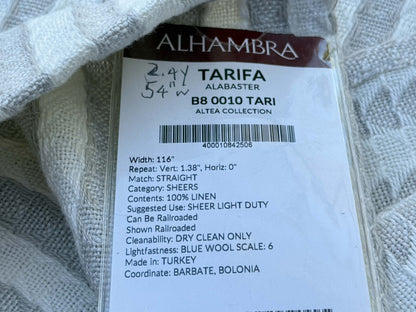 ALHAMBRA
2.4Y
54"W
TARIFA
ALABASTER
B8 0010 TARI
ALTEA COLLECTION
400010842506
Width: 116"
Repeat: Vert: 1.38", Horiz: 0"
Match: STRAIGHT
Category: SHEERS
Contents: 100% LINEN
Suggested Use: SHEER LIGHT DUTY
Can Be Railroaded
Shown Railroaded
Cleanability: DRY CLEAN ONLY
Lightfastness: BLUE WOOL SCALE: 6
Made in: TURKEY
Coordinate: BARBATE, BOLONIA